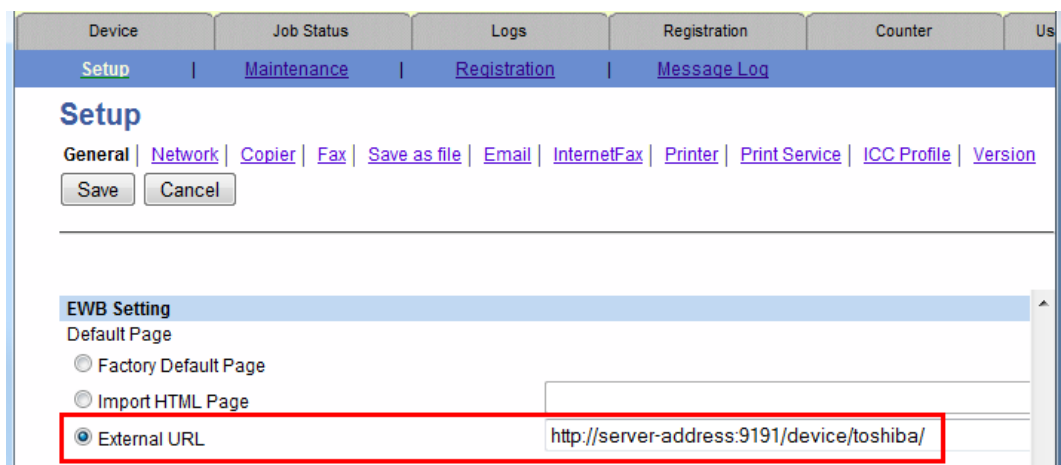 Device Job Status Logs Registration Counter Us
Setup | Maintenance | Registration | Message Log
Setup
General | Network | Copier | Fax | Save as file | Email | InternetFax | Printer | Print Service | ICC Profile | Version
Save Cancel
EWB Setting
Default Page
Factory Default Page
Import HTML Page
External URL http://server-address:9191/device/toshiba/